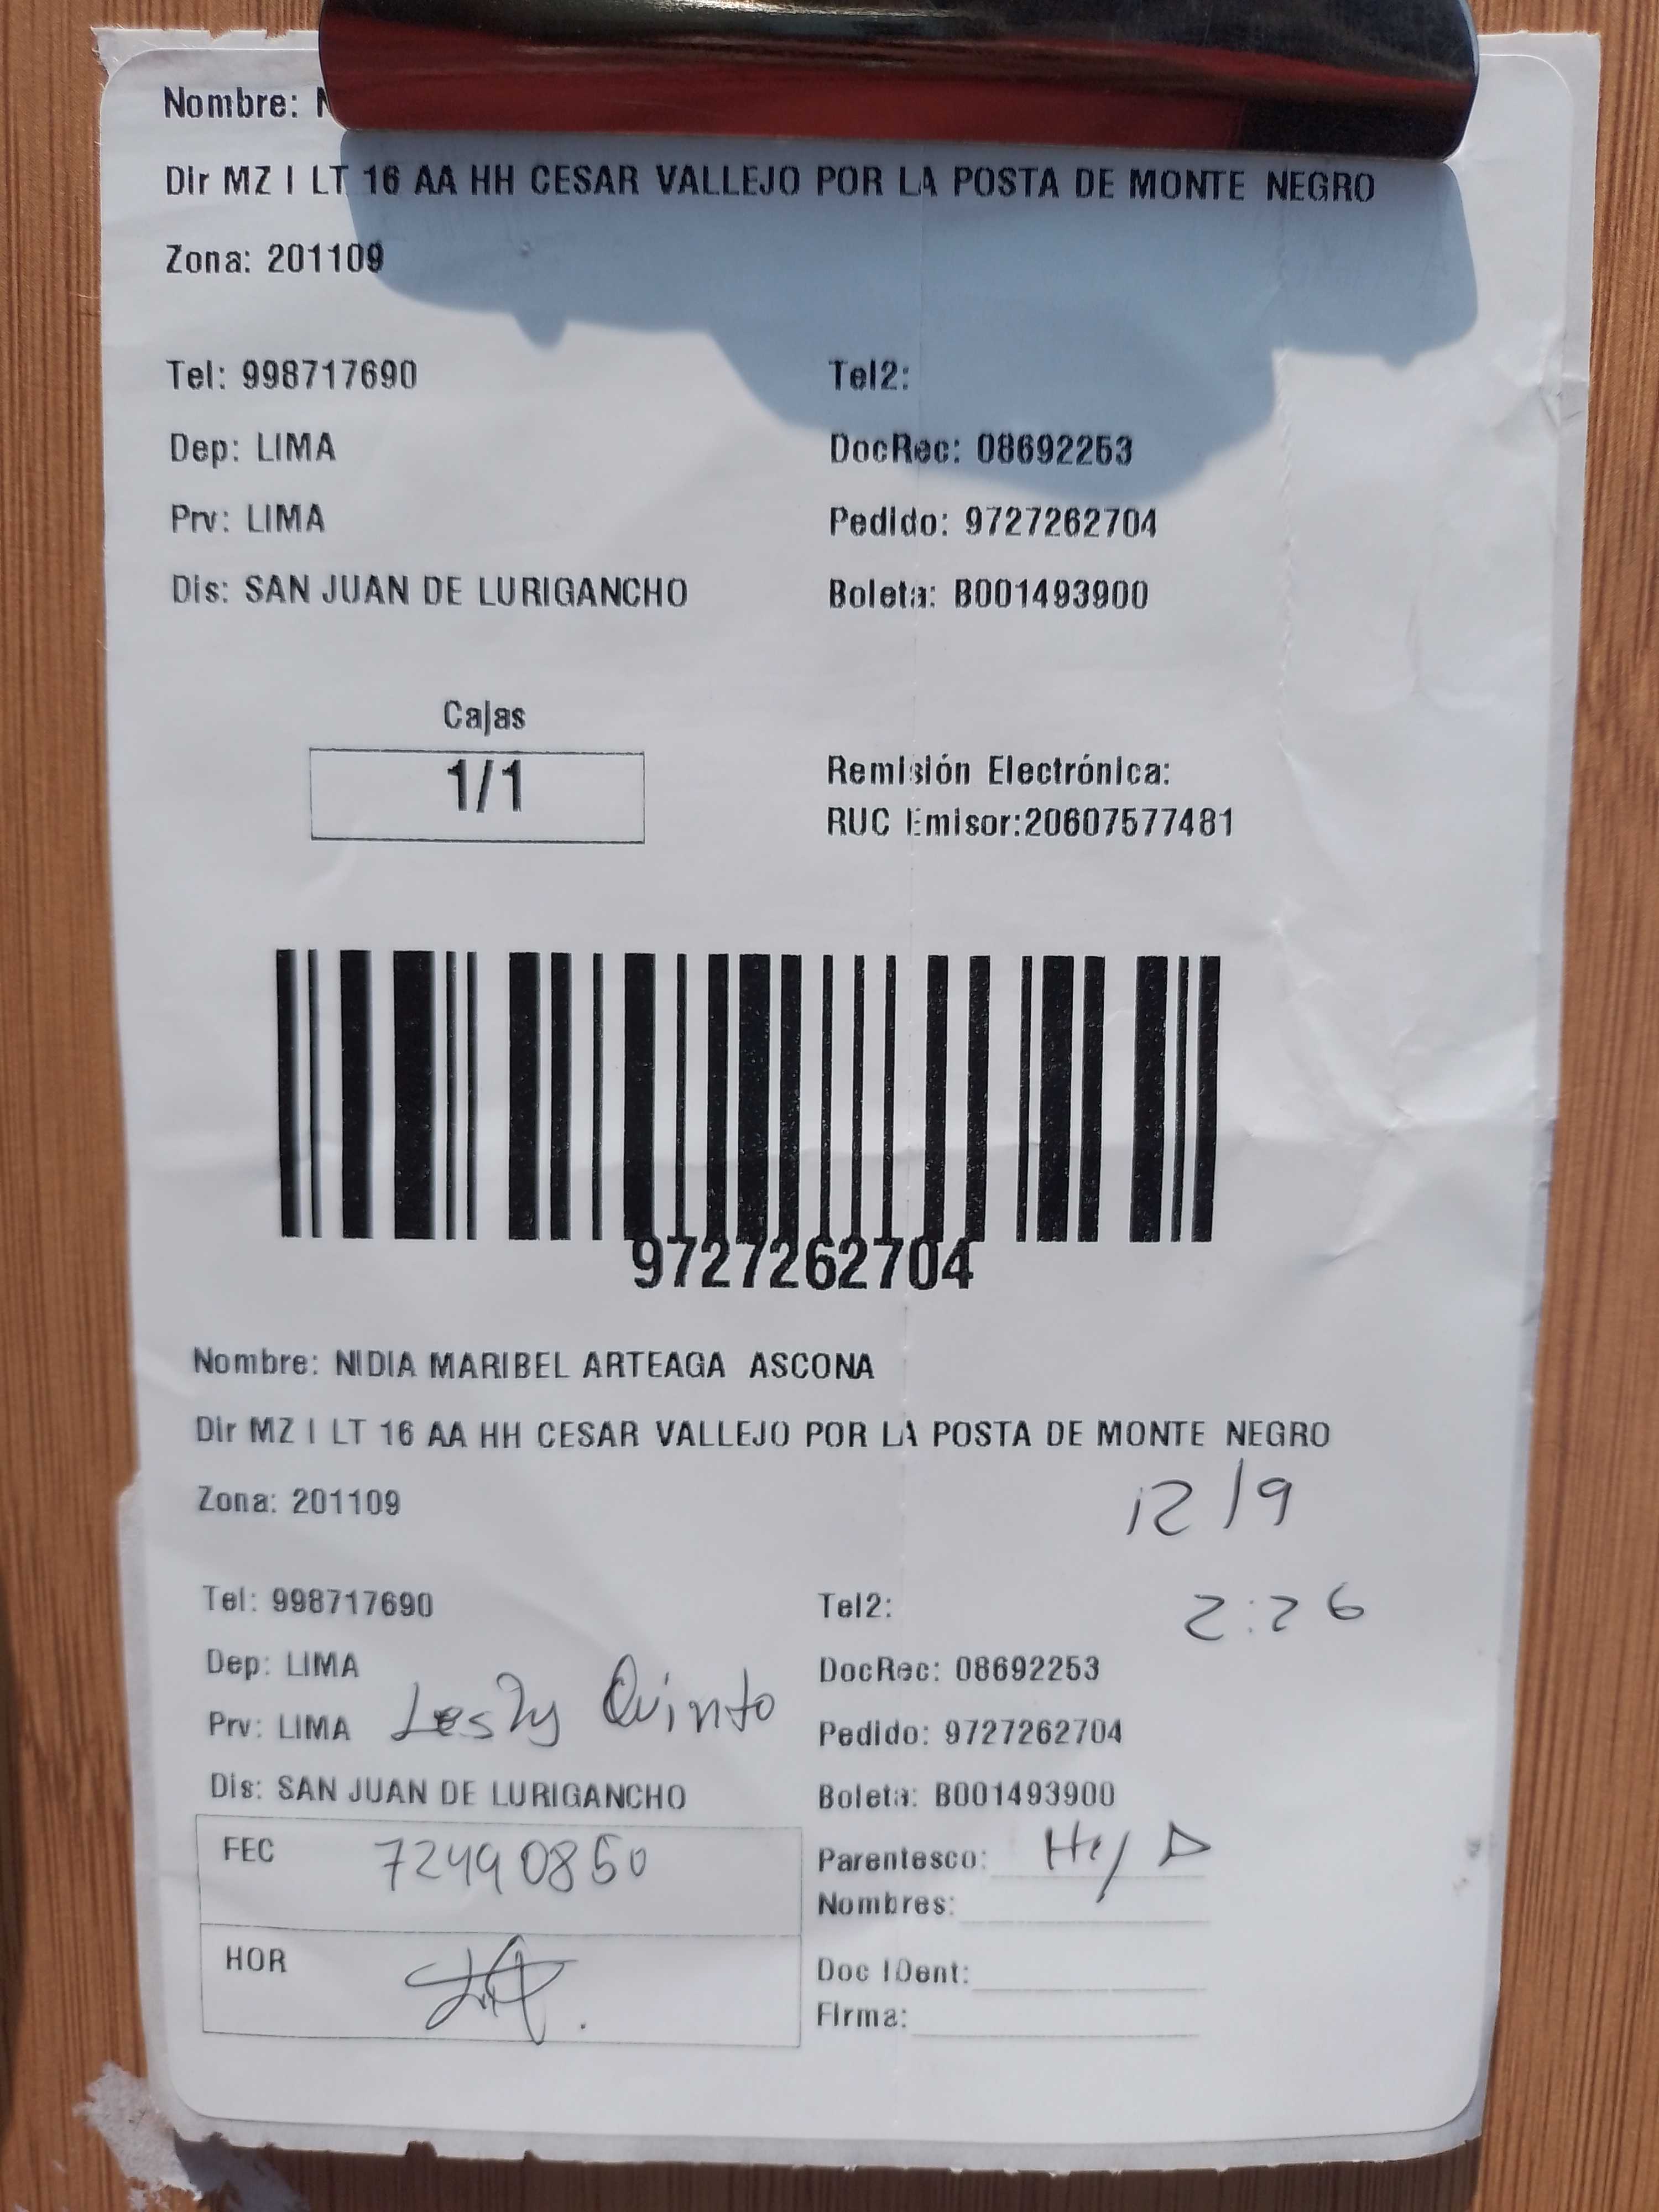 Nombre: N
Dir MZ I LT 16 AA HH CESAR VALLEJO POR LA POSTA DE MONTE NEGRO
Zona: 201109
Tel: 998717690 Tel2:
Dep: LIMA DocRec: 08692253
Prv: LIMA Pedido: 9727262704
Dis: SAN JUAN DE LURIGANCHO Boleta: B001493900
Cajas
1/1
Remisión Electrónica:
RUC Emisor:20607577481
9727262704
Nombre: NIDIA MARIBEL ARTEAGA ASCONA
Dir MZ I LT 16 AA HH CESAR VALLEJO POR LA POSTA DE MONTE NEGRO
Zona: 201109 12/9
Tel: 998717690 Tel2: 2:26
Dep: LIMA DocRec: 08692253
Prv: LIMA Lesly Quinto Pedido: 9727262704
Dis: SAN JUAN DE LURIGANCHO Boleta: B001493900
FEC 72490850 Parentesco: HijA
Nombres:
HOR Doc IDent:
Firma: